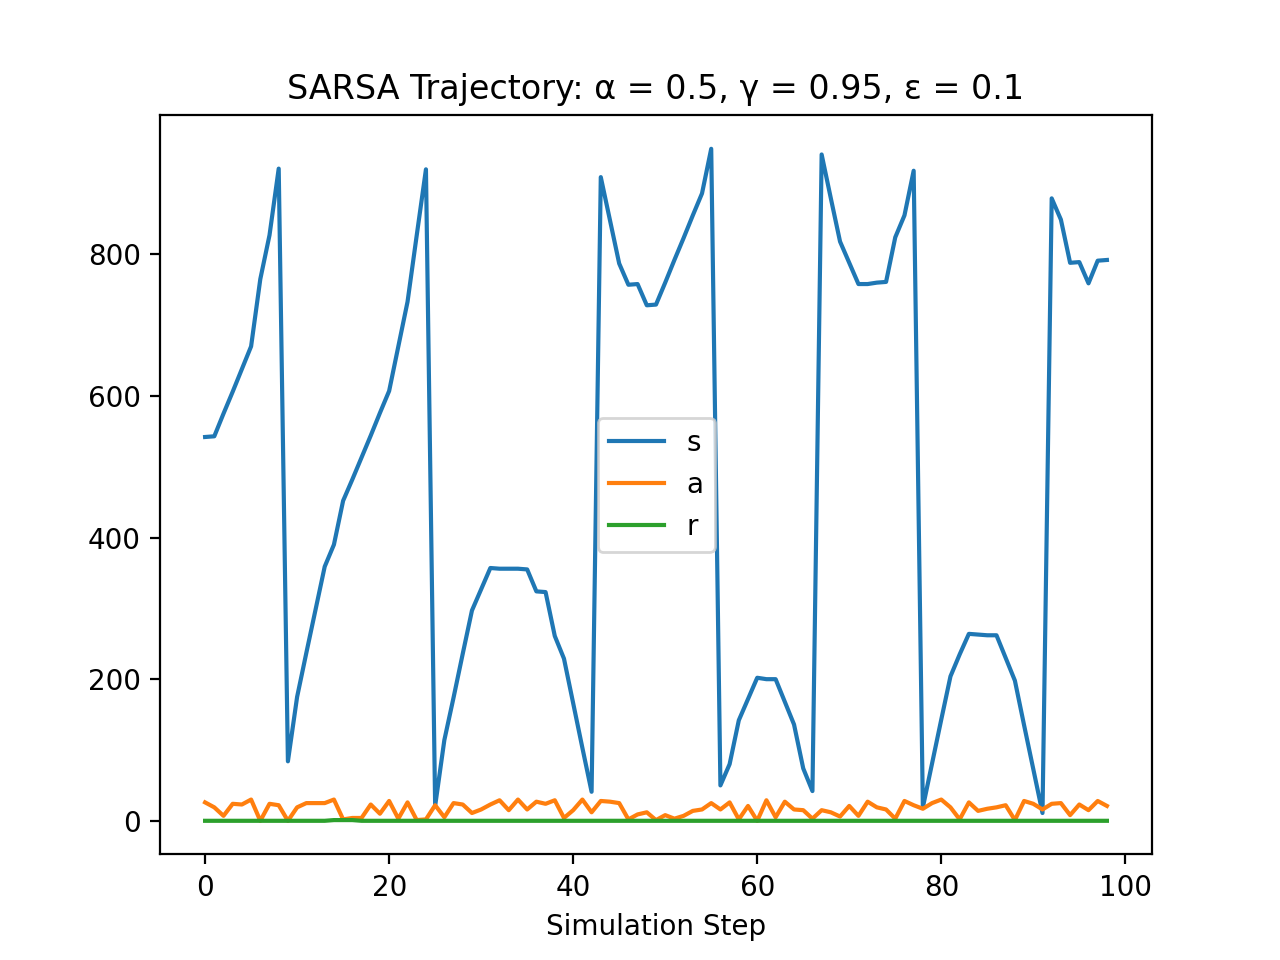 SARSA Trajectory: α = 0.5, γ = 0.95, ε = 0.1
800
600
400
200
0
s
a
r
0 20 40 60 80 100
Simulation Step